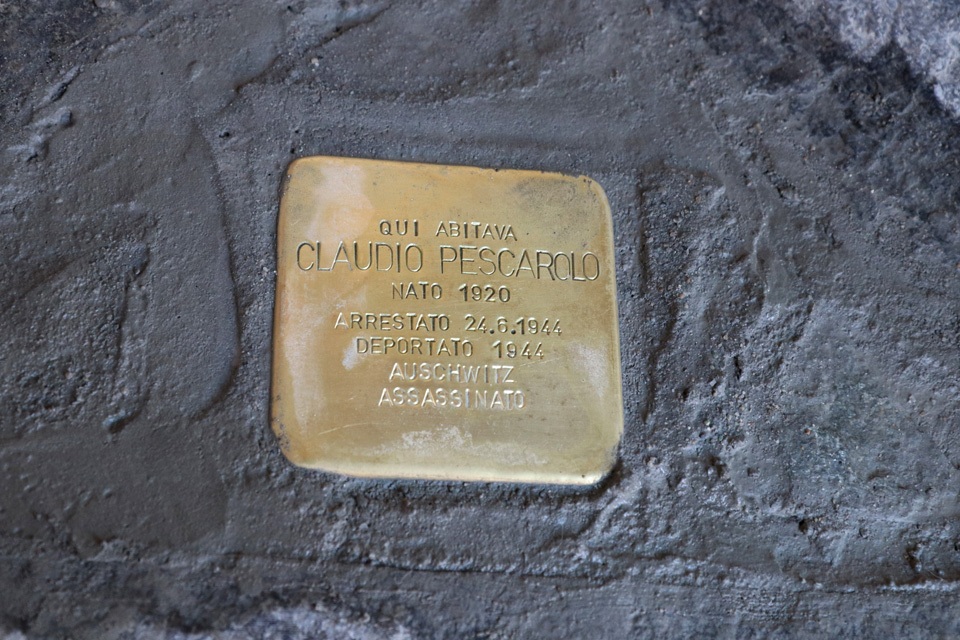 QUI ABITAVA
CLAUDIO PESCAROLO
NATO 1920
ARRESTATO 24.6.1944
DEPORTATO 1944
AUSCHWITZ
ASSASSINATO